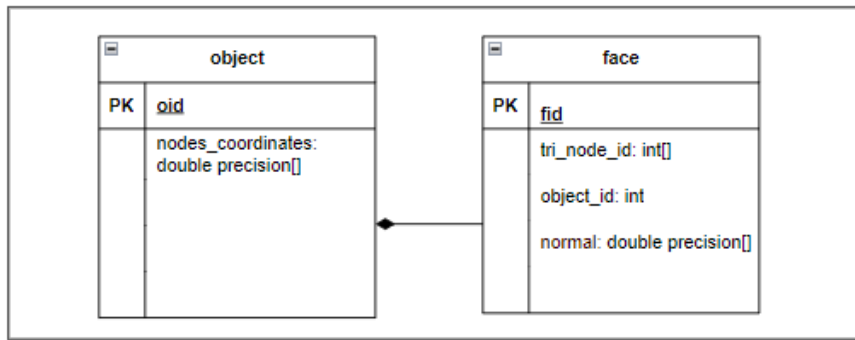 object
PK oid
nodes_coordinates:
double precision[]
face
PK fid
tri_node_id: int[]
object_id: int
normal: double precision[]